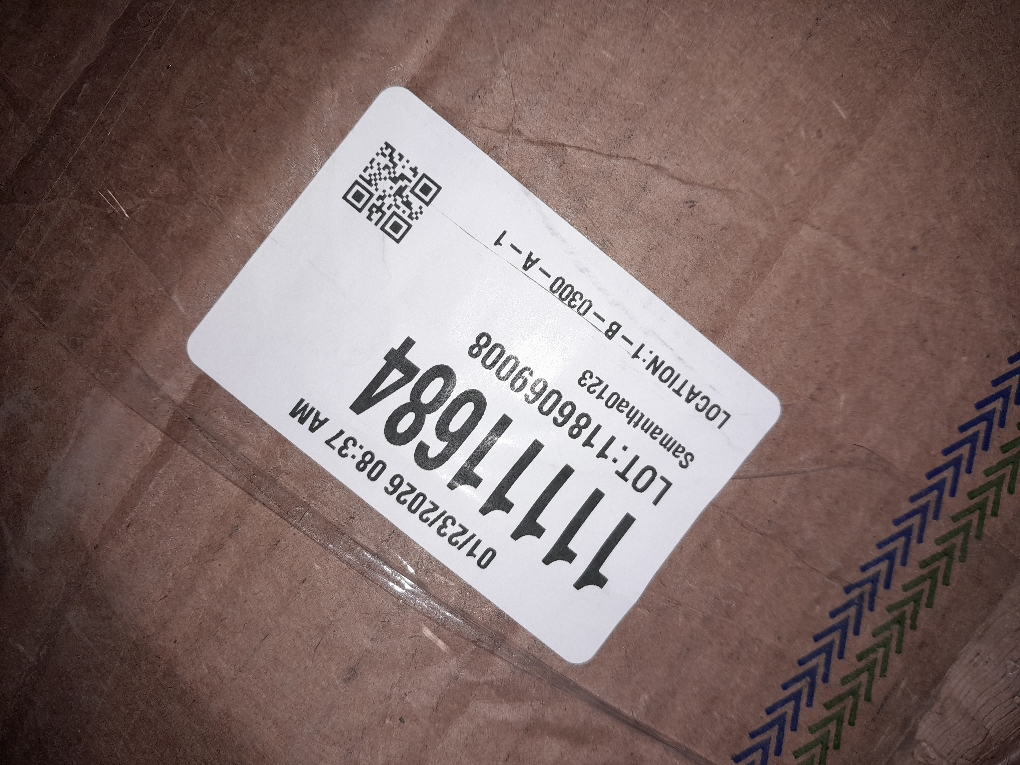 01/23/2026 08:37 AM
11111684
LOT:1186069008
Samantha0123
LOCATION:1-B-0300-A-1